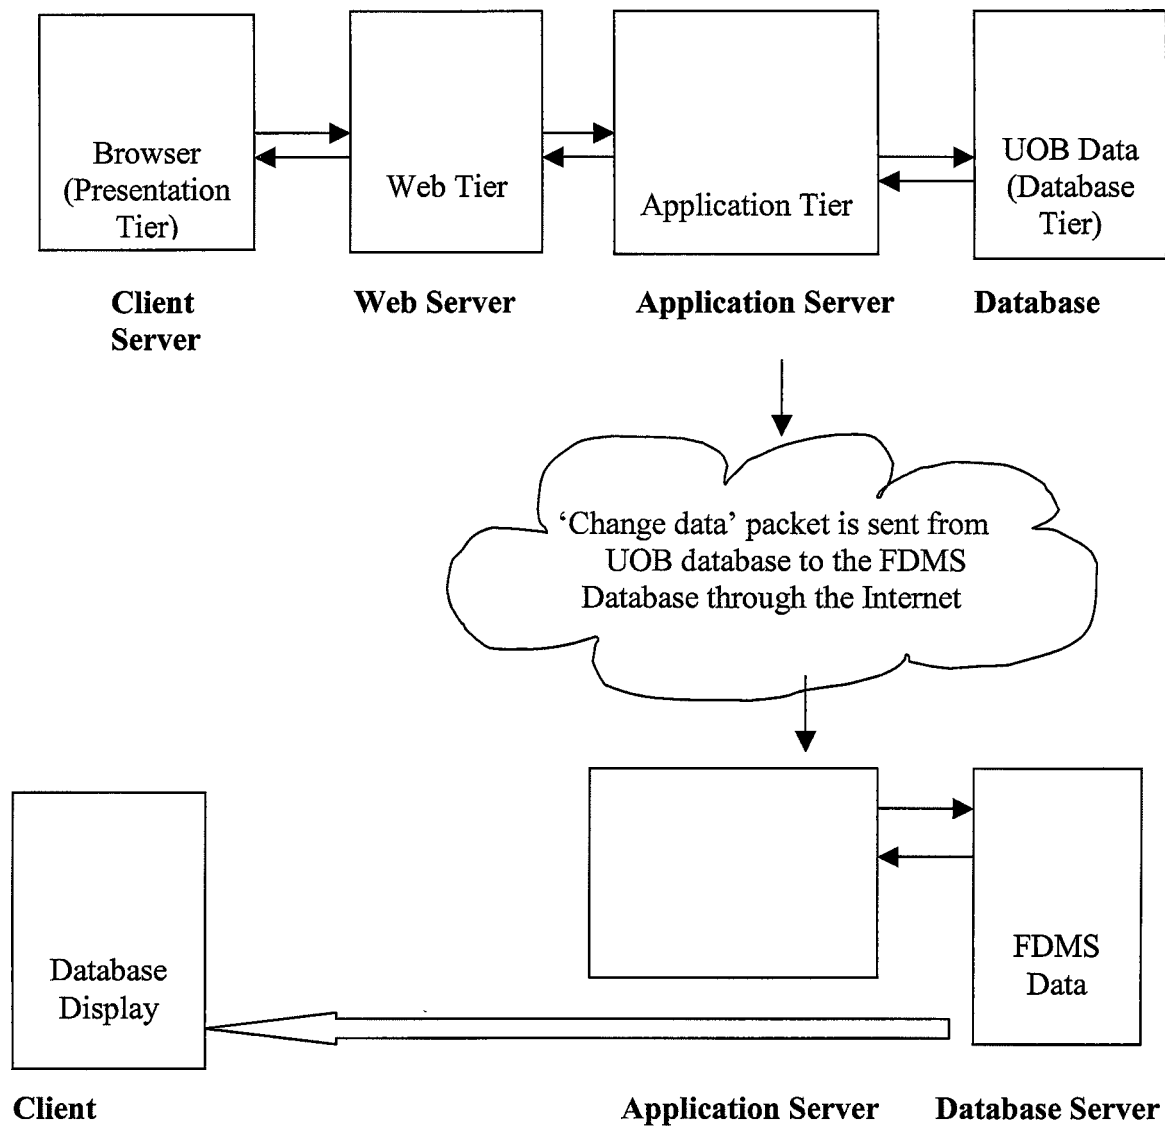 Browser
(Presentation
Tier)
Web Tier
Application Tier
UOB Data
(Database
Tier)
Client
Server
Web Server
Application Server
Database
‘Change data’ packet is sent from
UOB database to the FDMS
Database through the Internet
Database
Display
FDMS
Data
Client
Application Server
Database Server